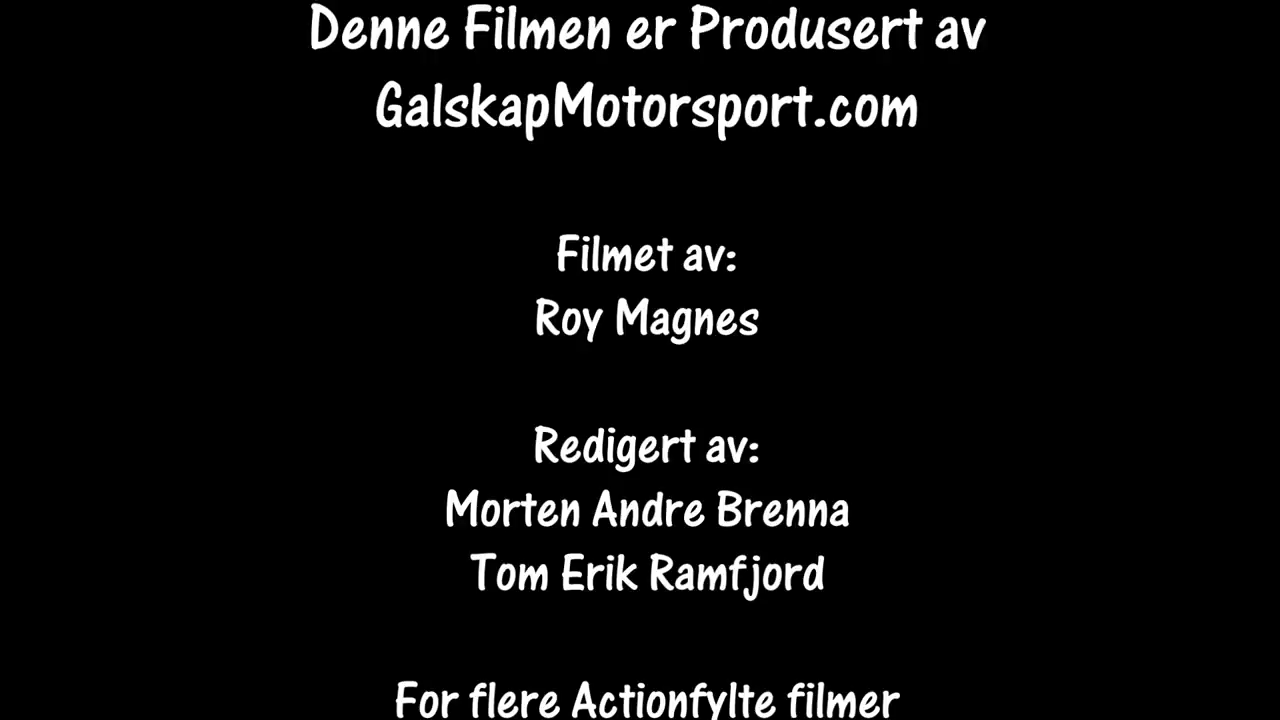 Denne Filmen er Produsert av
GalskapMotorsport.com
Filmet av:
Roy Magnes
Redigert av:
Morten Andre Brenna
Tom Erik Ramfjord
For flere Actionfylte filmer